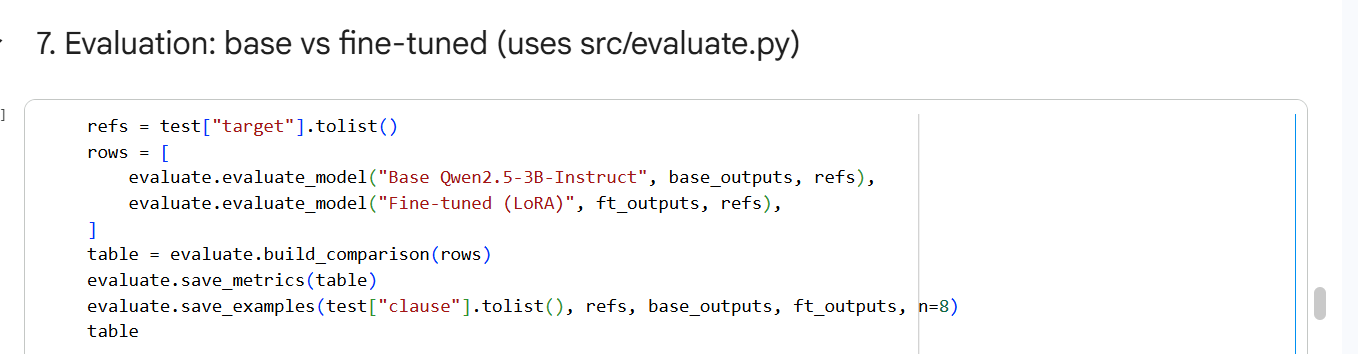 7. Evaluation: base vs fine-tuned (uses src/evaluate.py)
]
refs = test["target"].tolist()
rows = [
    evaluate.evaluate_model("Base Qwen2.5-3B-Instruct", base_outputs, refs),
    evaluate.evaluate_model("Fine-tuned (LoRA)", ft_outputs, refs),
]
table = evaluate.build_comparison(rows)
evaluate.save_metrics(table)
evaluate.save_examples(test["clause"].tolist(), refs, base_outputs, ft_outputs, n=8)
table